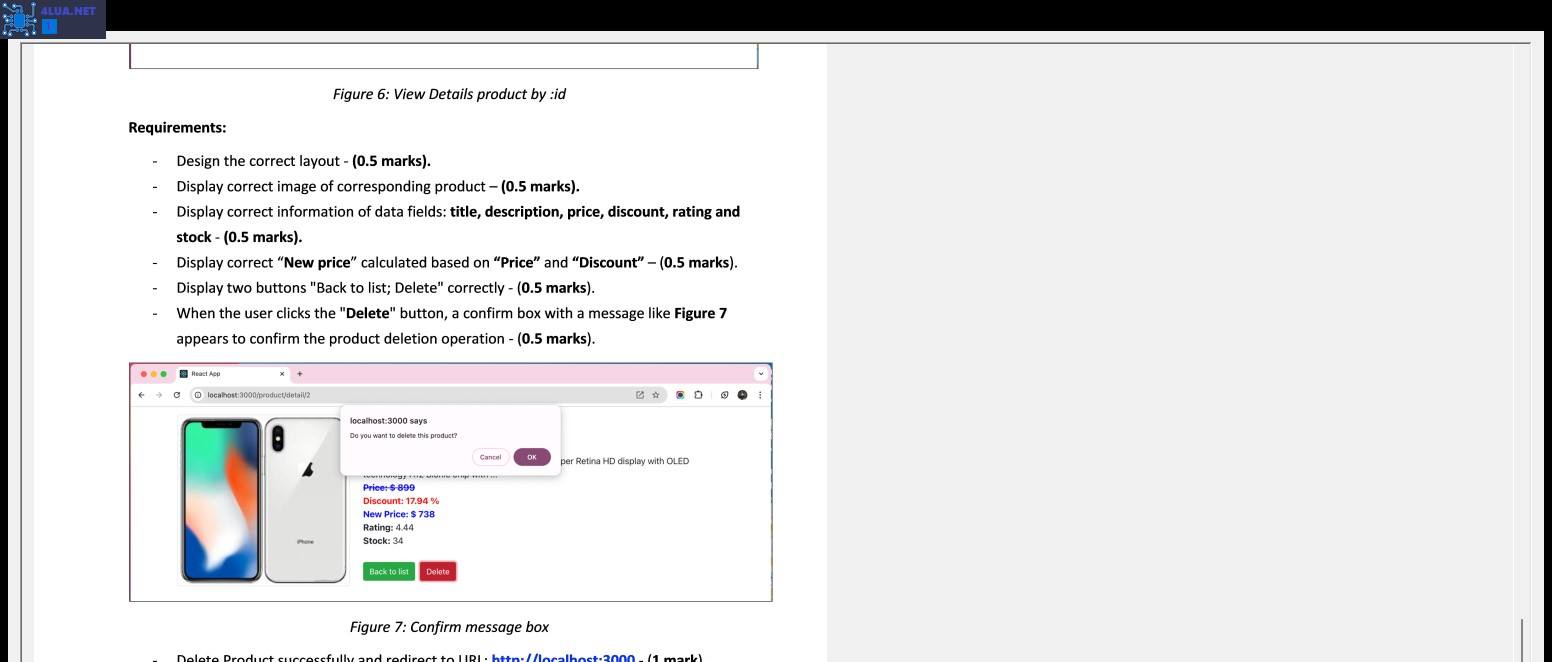 4LUA.NET
Figure 6: View Details product by :id
Requirements:
- Design the correct layout - (0.5 marks).
- Display correct image of corresponding product – (0.5 marks).
- Display correct information of data fields: title, description, price, discount, rating and
stock - (0.5 marks).
- Display correct “New price” calculated based on “Price” and “Discount” – (0.5 marks).
- Display two buttons "Back to list; Delete" correctly - (0.5 marks).
- When the user clicks the "Delete" button, a confirm box with a message like Figure 7
appears to confirm the product deletion operation - (0.5 marks).
React App
localhost:3000/product/detail/2
localhost:3000 says
Do you want to delete this product?
Cancel OK
per Retina HD display with OLED
Price: $ 899
Discount: 17.94 %
New Price: $ 738
Rating: 4.44
Stock: 34
iPhone
Back to list Delete
Figure 7: Confirm message box
- Delete Product successfully and redirect to URL: http://localhost:3000 - (1 mark)